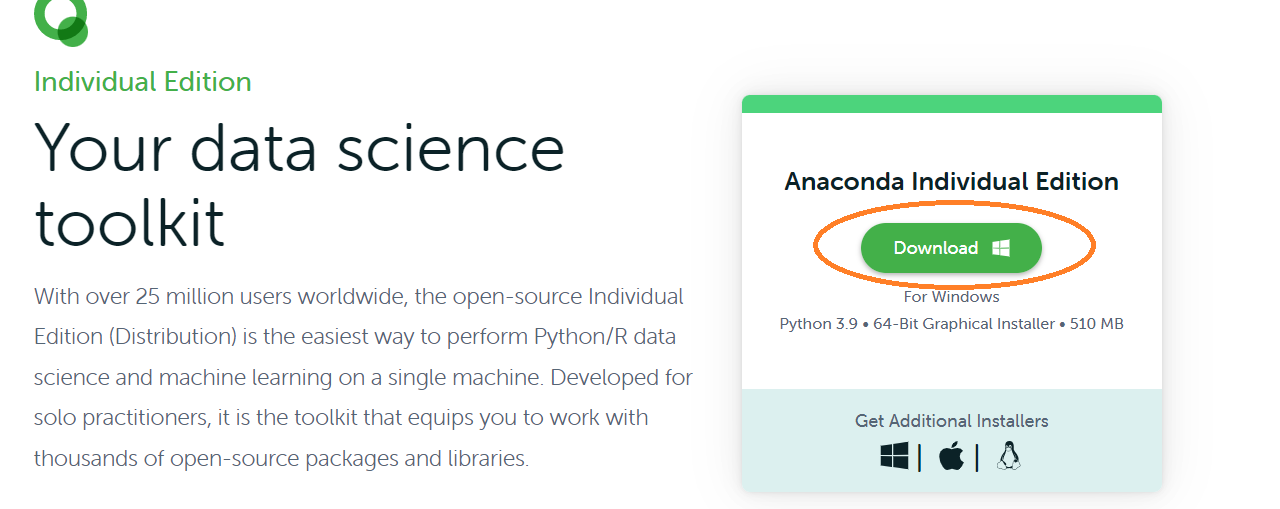 Individual Edition
Your data science
toolkit
With over 25 million users worldwide, the open-source Individual
Edition (Distribution) is the easiest way to perform Python/R data
science and machine learning on a single machine. Developed for
solo practitioners, it is the toolkit that equips you to work with
thousands of open-source packages and libraries.
Anaconda Individual Edition
Download
For Windows
Python 3.9 • 64-Bit Graphical Installer • 510 MB
Get Additional Installers